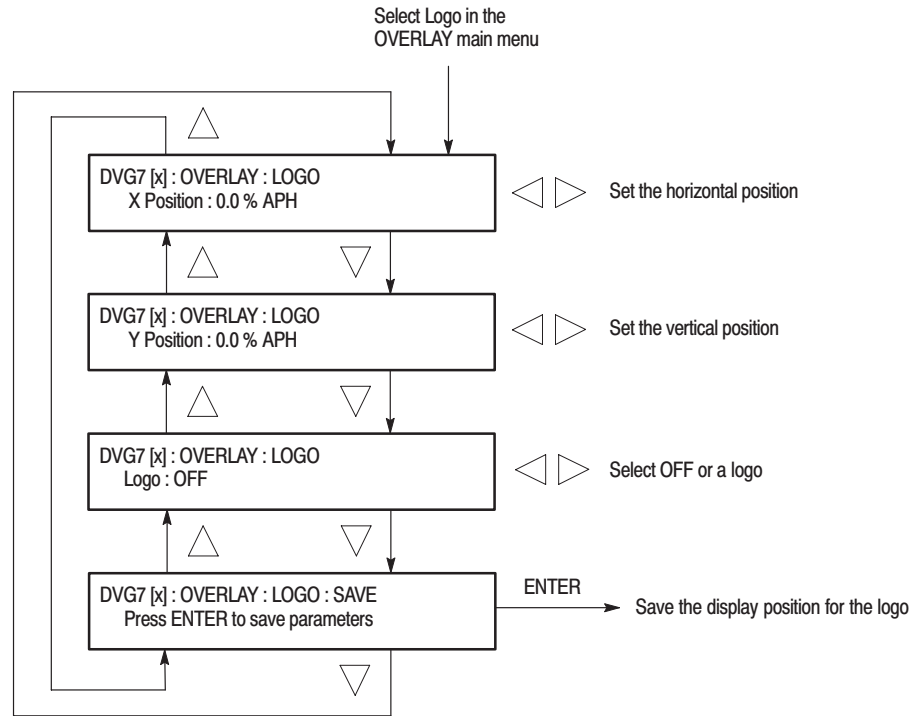 Select Logo in the
OVERLAY main menu
DVG7 [x] : OVERLAY : LOGO
X Position : 0.0 % APH
Set the horizontal position
DVG7 [x] : OVERLAY : LOGO
Y Position : 0.0 % APH
Set the vertical position
DVG7 [x] : OVERLAY : LOGO
Logo : OFF
Select OFF or a logo
DVG7 [x] : OVERLAY : LOGO : SAVE
Press ENTER to save parameters
ENTER
Save the display position for the logo